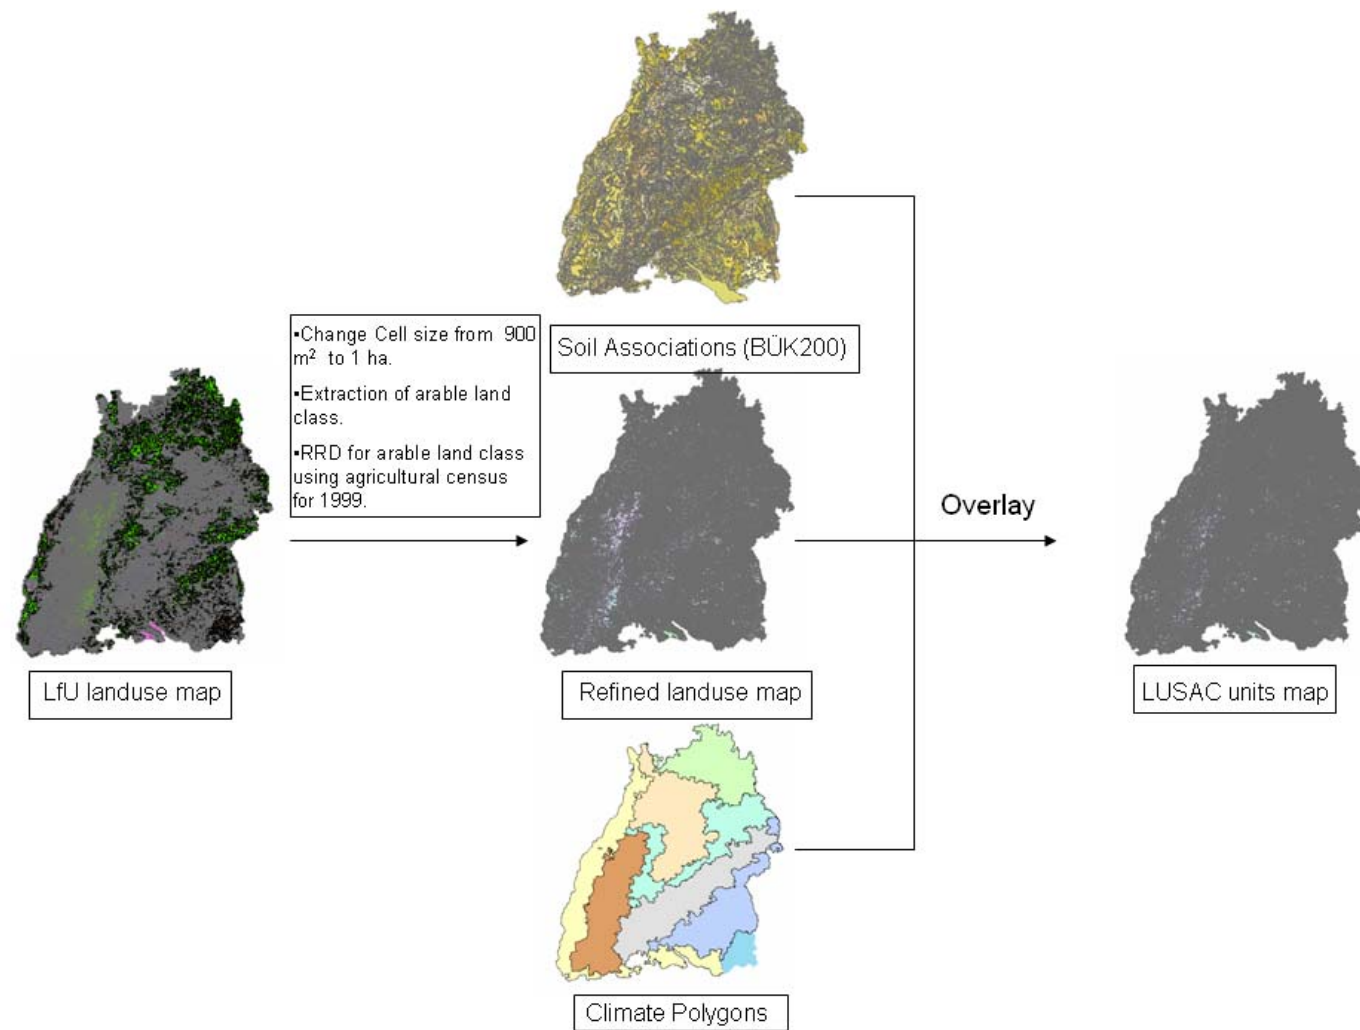 ▪Change Cell size from 900
m² to 1 ha.
▪Extraction of arable land
class.
▪RRD for arable land class
using agricultural census
for 1999.
Soil Associations (BÜK200)
Overlay
LfU landuse map
Refined landuse map
LUSAC units map
Climate Polygons